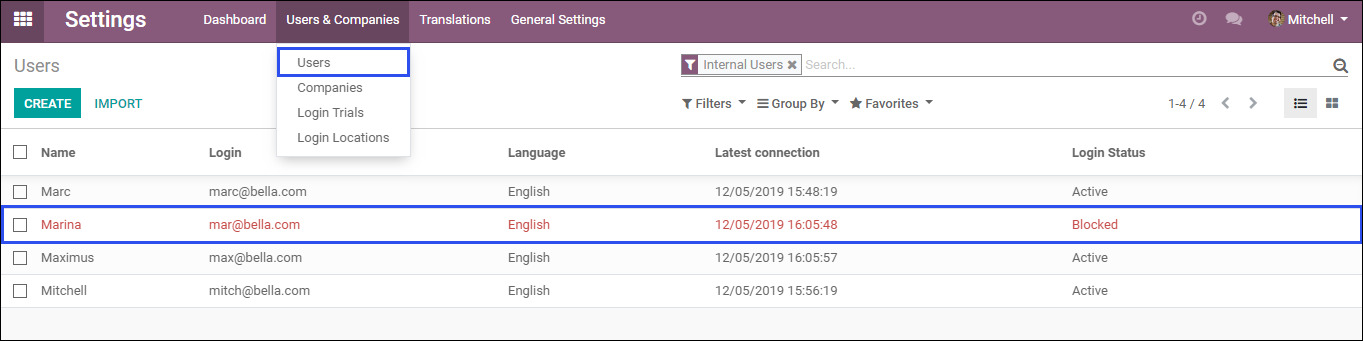 Settings Dashboard Users & Companies Translations General Settings Mitchell
Users Internal Users Search...
Users
Companies
Login Trials
Login Locations
CREATE IMPORT Filters Group By Favorites 1-4 / 4
Name Login Language Latest connection Login Status
Marc marc@bella.com English 12/05/2019 15:48:19 Active
Marina mar@bella.com English 12/05/2019 16:05:48 Blocked
Maximus max@bella.com English 12/05/2019 16:05:57 Active
Mitchell mitch@bella.com English 12/05/2019 15:56:19 Active